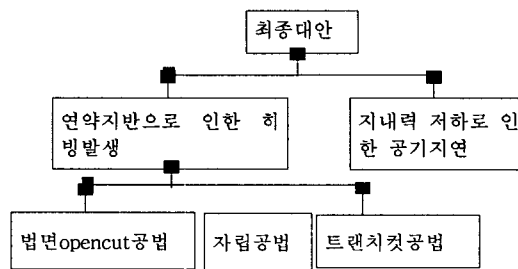 최종대안
연약지반으로 인한 히
빙발생
지내력 저하로 인
한 공기지연
법면opencut공법
자립공법
트랜치컷공법